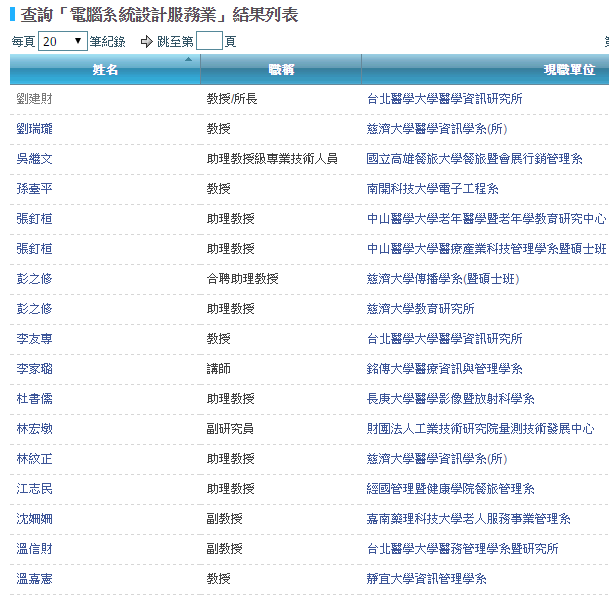 查詢「電腦系統設計服務業」結果列表
每頁 20 筆紀錄 跳至第 頁
姓名 職稱 現職單位
劉建財 教授/所長 台北醫學大學醫學資訊研究所
劉瑞瓏 教授 慈濟大學醫學資訊學系(所)
吳繼文 助理教授級專業技術人員 國立高雄餐旅大學餐旅暨會展行銷管理系
孫臺平 教授 南開科技大學電子工程系
張釘桓 助理教授 中山醫學大學老年醫學暨老年學教育研究中心
張釘桓 助理教授 中山醫學大學醫療產業科技管理學系暨碩士班
彭之修 合聘助理教授 慈濟大學傳播學系(暨碩士班)
彭之修 助理教授 慈濟大學教育研究所
李友專 教授 台北醫學大學醫學資訊研究所
李家璐 講師 銘傳大學醫療資訊與管理學系
杜書儒 助理教授 長庚大學醫學影像暨放射科學系
林宏墩 副研究員 財團法人工業技術研究院量測技術發展中心
林紋正 助理教授 慈濟大學醫學資訊學系(所)
江志民 助理教授 經國管理暨健康學院餐旅管理系
沈姍姍 副教授 嘉南藥理科技大學老人服務事業管理系
溫信財 副教授 台北醫學大學醫務管理學系暨研究所
溫嘉憲 教授 靜宜大學資訊管理學系